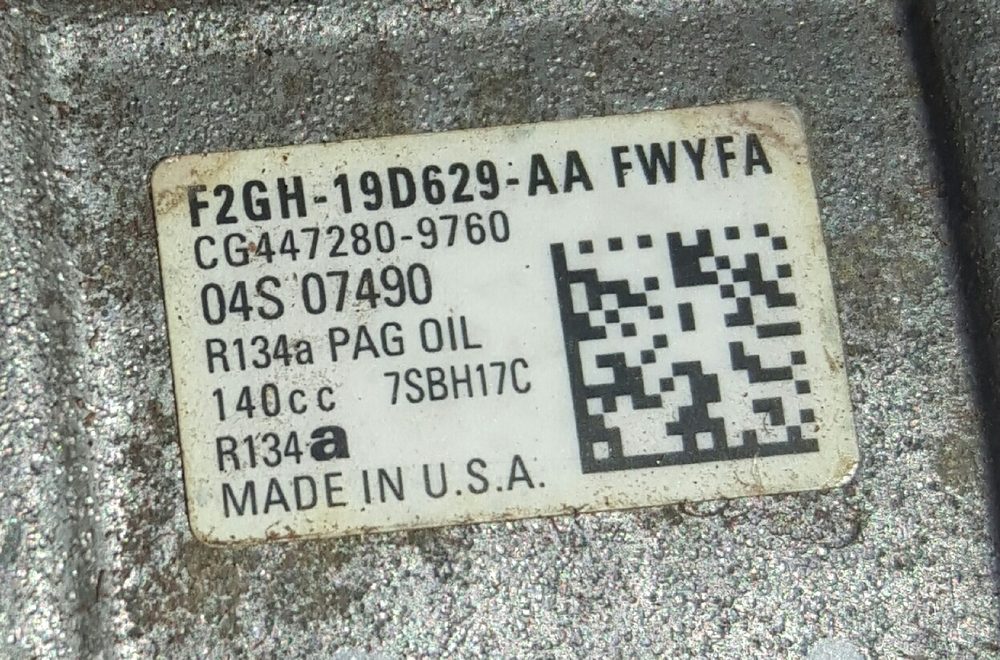 F2GH-19D629-AA FWYFA
CG447280-9760
04S 07490
R134a PAG OIL
140cc 7SBH17C
R134a
MADE IN U.S.A.